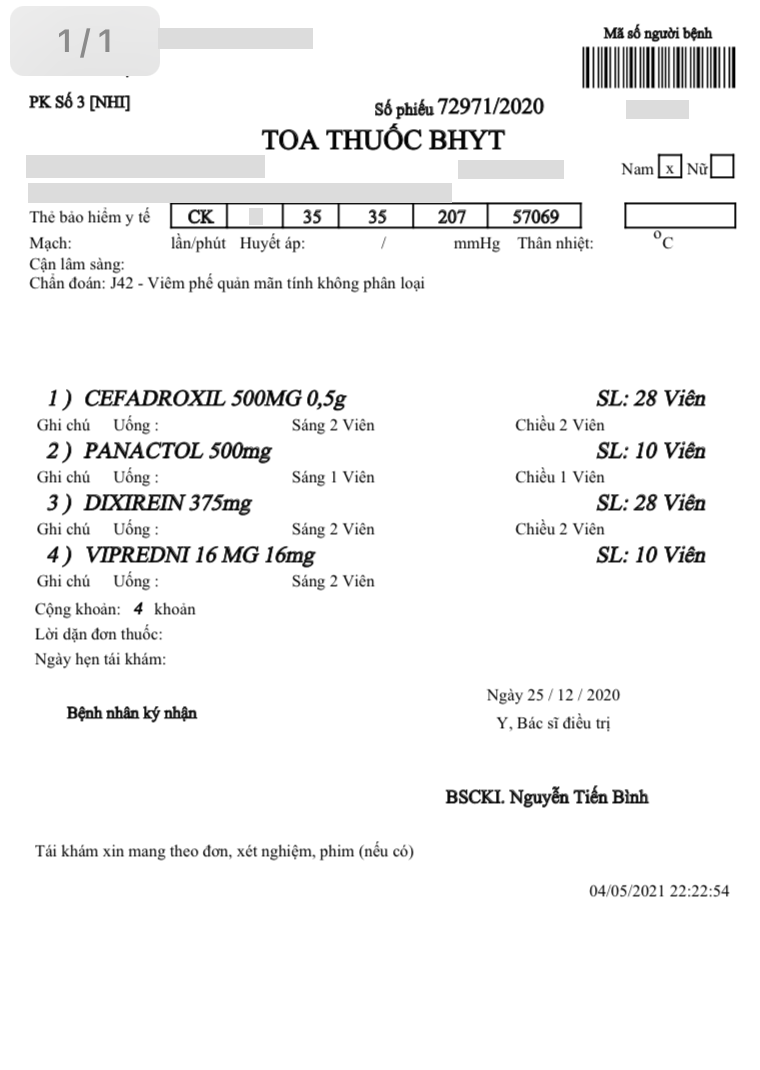 1/1
Mã số người bệnh
PK Số 3 [NHI]
Số phiếu 72971/2020
TOA THUỐC BHYT
Nam x Nữ
Thẻ bảo hiểm y tế CK 35 35 207 57069
Mạch: lần/phút Huyết áp: / mmHg Thân nhiệt: °C
Cận lâm sàng:
Chẩn đoán: J42 - Viêm phế quản mãn tính không phân loại
1 ) CEFADROXIL 500MG 0,5g SL: 28 Viên
Ghi chú Uống : Sáng 2 Viên Chiều 2 Viên
2 ) PANACTOL 500mg SL: 10 Viên
Ghi chú Uống : Sáng 1 Viên Chiều 1 Viên
3 ) DIXIREIN 375mg SL: 28 Viên
Ghi chú Uống : Sáng 2 Viên Chiều 2 Viên
4 ) VIPREDNI 16 MG 16mg SL: 10 Viên
Ghi chú Uống : Sáng 2 Viên
Cộng khoản: 4 khoản
Lời dặn đơn thuốc:
Ngày hẹn tái khám:
Ngày 25 / 12 / 2020
Bệnh nhân ký nhận
Y, Bác sĩ điều trị
BSCKI. Nguyễn Tiến Bình
Tái khám xin mang theo đơn, xét nghiệm, phim (nếu có)
04/05/2021 22:22:54